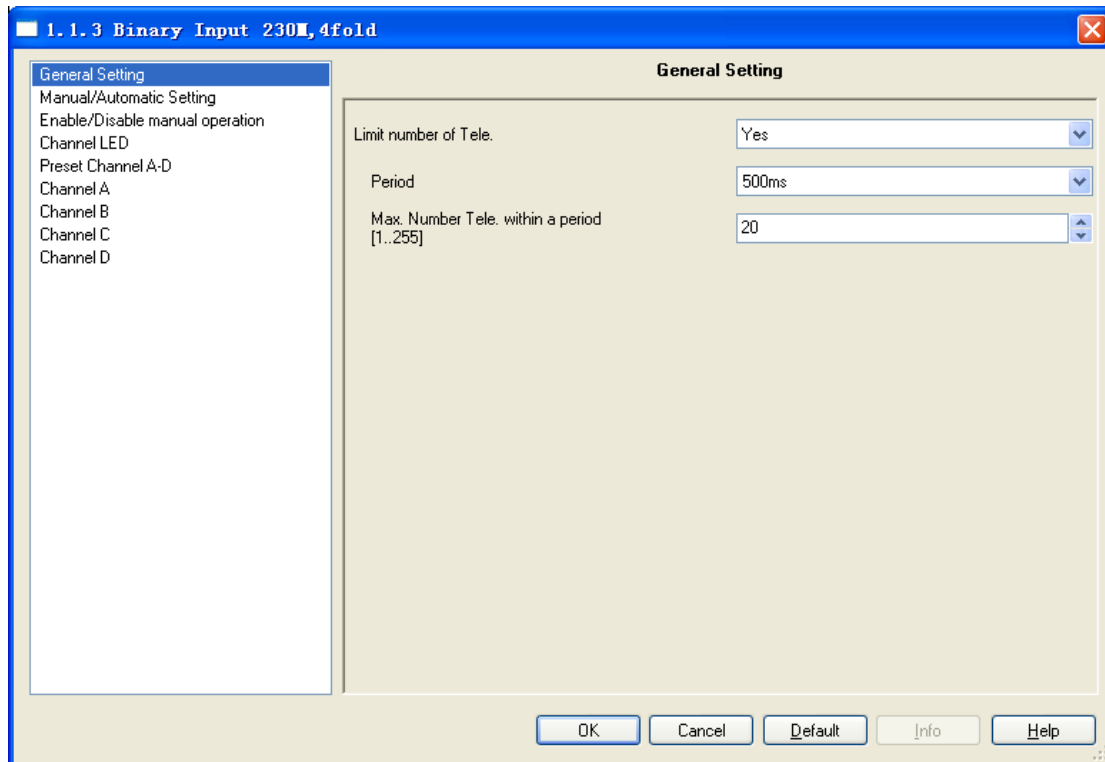 1.1.3 Binary Input 230M,4fold
General Setting
Manual/Automatic Setting
Enable/Disable manual operation
Channel LED
Preset Channel A-D
Channel A
Channel B
Channel C
Channel D
General Setting
Limit number of Tele.
Yes
Period
500ms
Max. Number Tele. within a period
[1..255]
20
OK
Cancel
Default
Info
Help